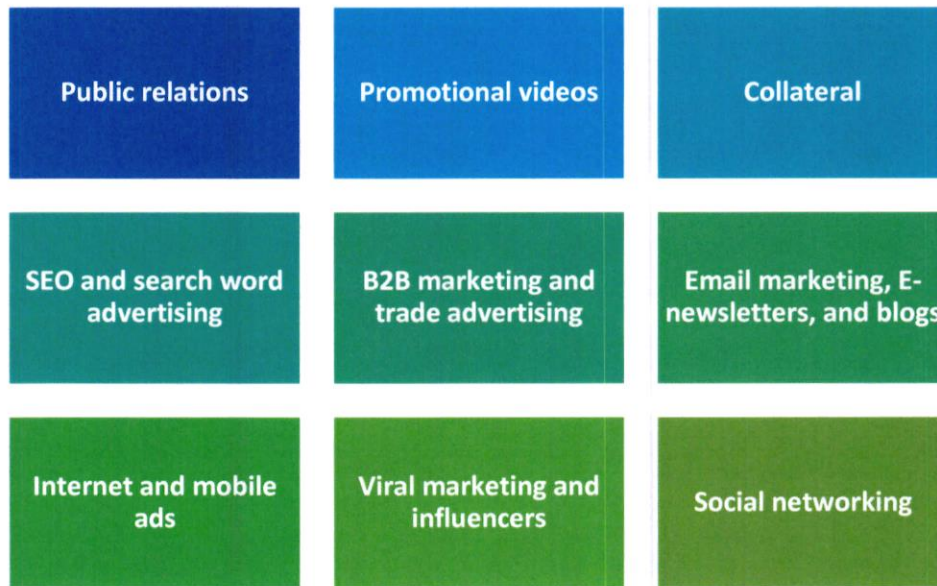 Public relations
Promotional videos
Collateral
SEO and search word
advertising
B2B marketing and
trade advertising
Email marketing, E-
newsletters, and blogs
Internet and mobile
ads
Viral marketing and
influencers
Social networking